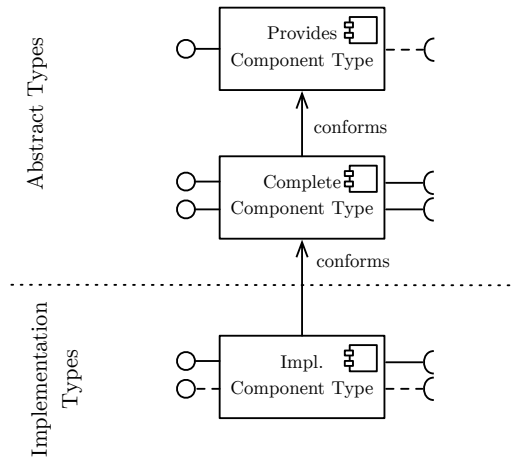 Abstract Types
Provides
Component Type
conforms
Complete
Component Type
conforms
Implementation
Types
Impl.
Component Type